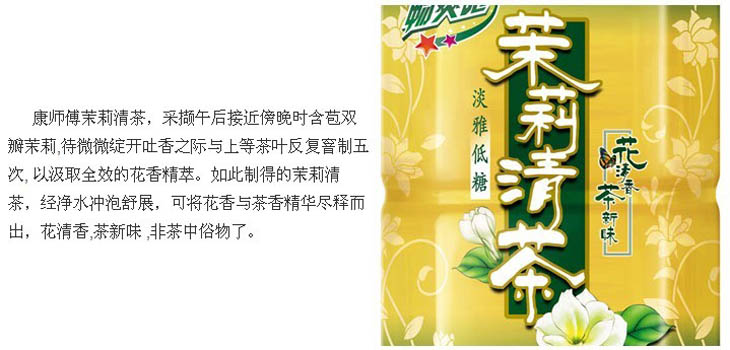 康师傅茉莉清茶，采撷午后接近傍晚时含苞双
瓣茉莉,待微微绽开吐香之际与上等茶叶反复窨制五
次, 以汲取全效的花香精萃。如此制得的茉莉清
茶，经净水冲泡舒展，可将花香与茶香精华尽释而
出，花清香,茶新味 ,非茶中俗物了。
茉莉清茶
淡雅低糖
花清香
茶新味